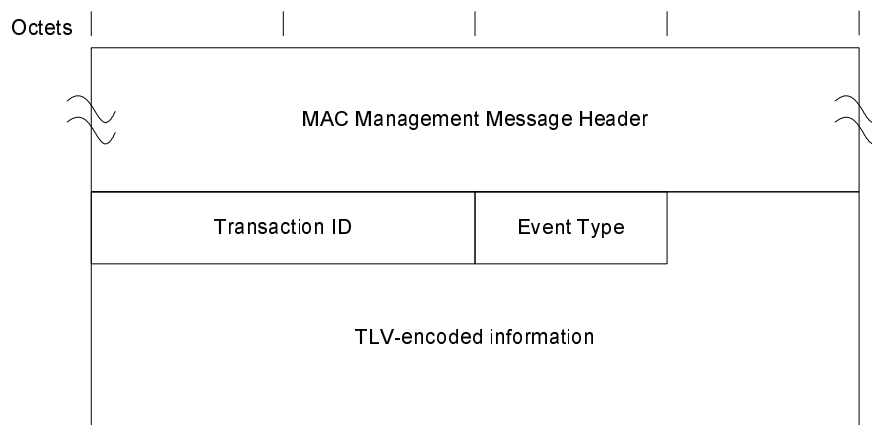 Octets
MAC Management Message Header
Transaction ID
Event Type
TLV-encoded information